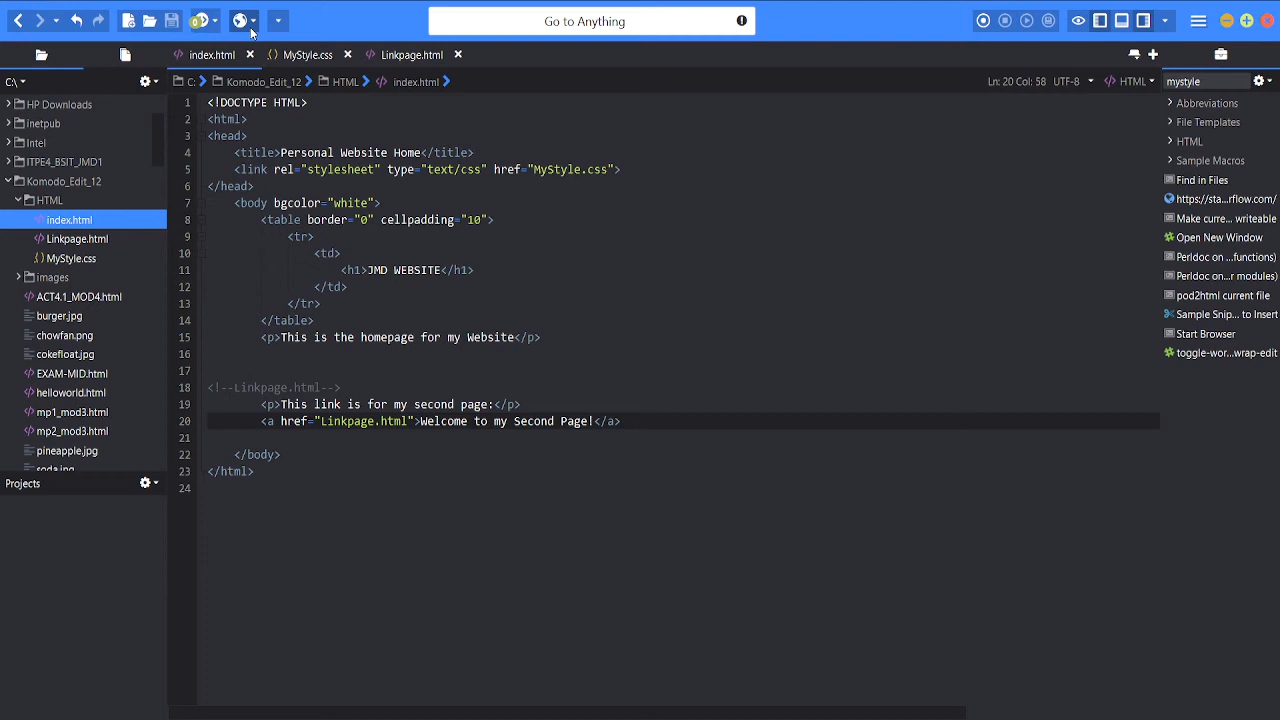 0
Go to Anything
index.html
MyStyle.css
Linkpage.html
C:\
C:
Komodo_Edit_12
HTML
index.html
Ln: 20 Col: 58
UTF-8
HTML
mystyle
HP Downloads
inetpub
Intel
ITPE4_BSIT_JMD1
Komodo_Edit_12
HTML
index.html
Linkpage.html
MyStyle.css
images
ACT4.1_MOD4.html
burger.jpg
chowfan.png
cokefloat.jpg
EXAM-MID.html
helloworld.html
mp1_mod3.html
mp2_mod3.html
pineapple.jpg
soda.jpg
Projects
1 <!DOCTYPE HTML>
2 <html>
3 <head>
4 <title>Personal Website Home</title>
5 <link rel="stylesheet" type="text/css" href="MyStyle.css">
6 </head>
7 <body bgcolor="white">
8 <table border="0" cellpadding="10">
9 <tr>
10 <td>
11 <h1>JMD WEBSITE</h1>
12 </td>
13 </tr>
14 </table>
15 <p>This is the homepage for my Website</p>
16
17
18 <!--Linkpage.html-->
19 <p>This link is for my second page:</p>
20 <a href="Linkpage.html">Welcome to my Second Page!</a>
21
22 </body>
23 </html>
24
Abbreviations
File Templates
HTML
Sample Macros
Find in Files
https://sta...rflow.com/
Make curre... writeable
Open New Window
Perldoc on...functions)
Perldoc on...r modules)
pod2html current file
Sample Snip... to Insert
Start Browser
toggle-wor...wrap-edit